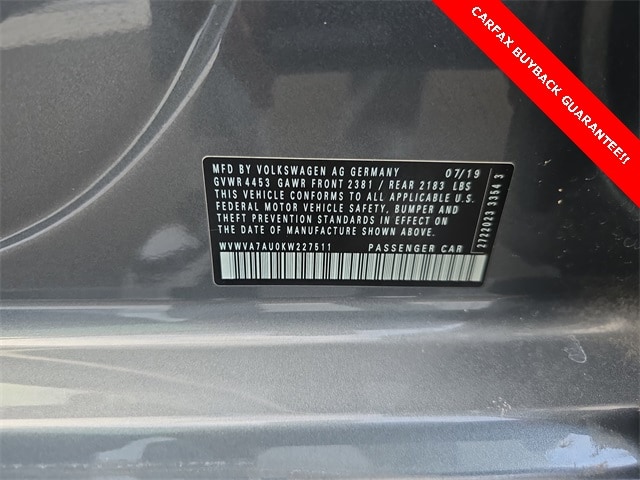 CARFAX BUYBACK GUARANTEE!!
MFD BY VOLKSWAGEN AG GERMANY 07/19
GVWR 4453 GAWR FRONT 2381 / REAR 2183 LBS
THIS VEHICLE CONFORMS TO ALL APPLICABLE U.S.
FEDERAL MOTOR VEHICLE SAFETY, BUMPER AND
THEFT PREVENTION STANDARDS IN EFFECT ON
THE DATE OF MANUFACTURE SHOWN ABOVE.
WVWVA7AU0KW227511 PASSENGER CAR
2722023 3354 3